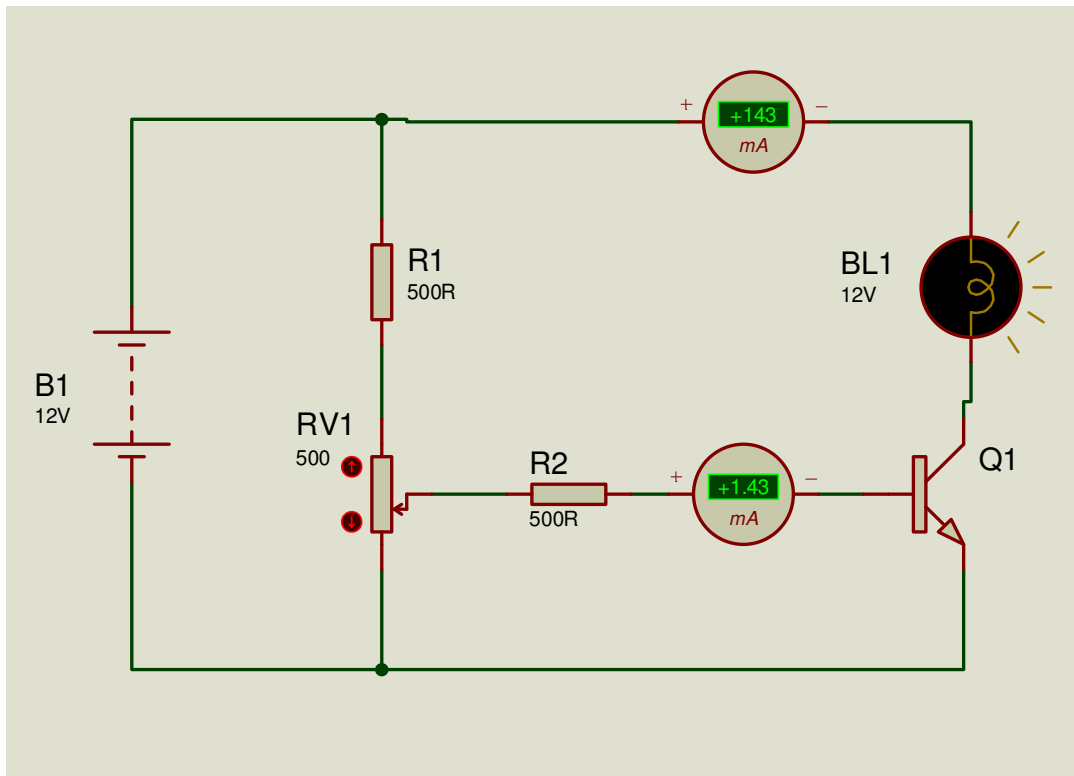 + +143 −
mA
R1
500R
BL1
12V
B1
12V
RV1
500
R2
500R
+ +1.43 −
mA
Q1